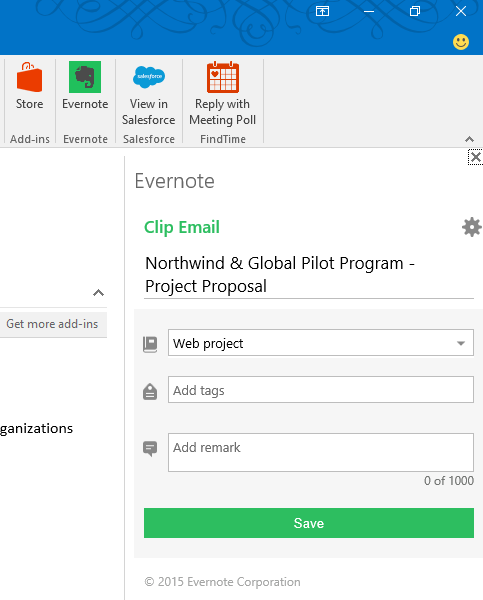 Store
Evernote
View in
Salesforce
salesforce
Reply with
Meeting Poll
Add-ins
Evernote
Salesforce
FindTime
Evernote
Clip Email
Northwind & Global Pilot Program -
Project Proposal
Get more add-ins
Web project
Add tags
ganizations
Add remark
0 of 1000
Save
© 2015 Evernote Corporation